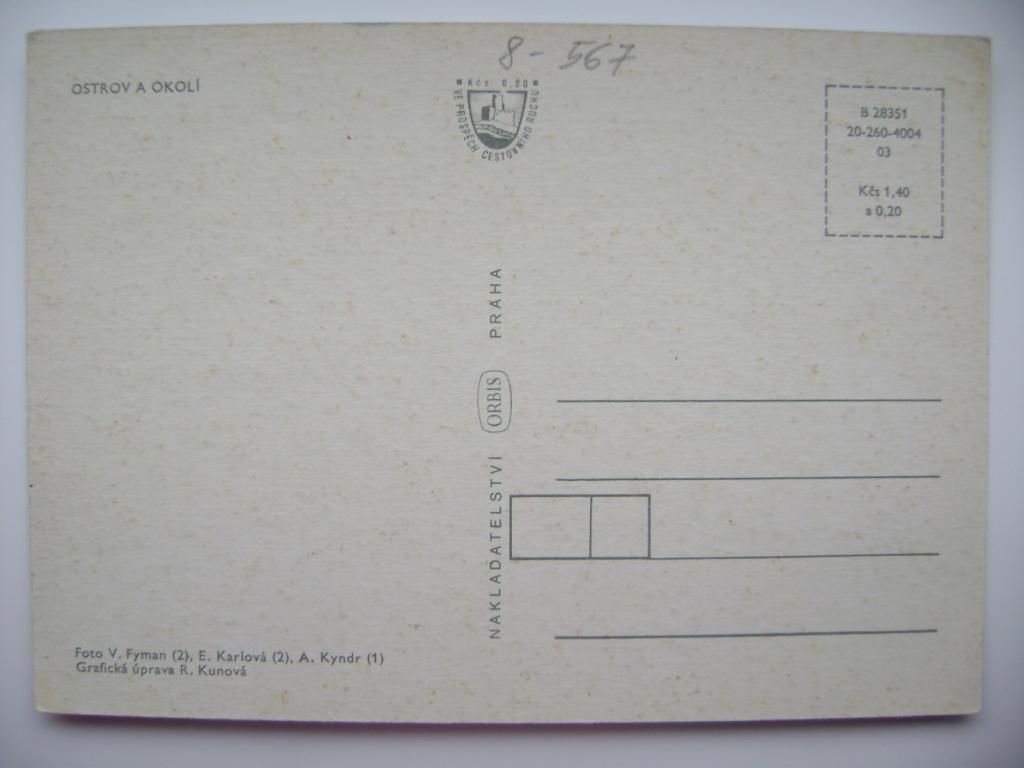 8 - 567
OSTROV A OKOLÍ
Kčs 0,20
VE PROSPĚCH CESTOVNÍHO RUCHU
B 28351
20-260-4004
03
Kčs 1,40
a 0,20
NAKLADATELSTVÍ ORBIS PRAHA
Foto V. Fyman (2), E. Karlová (2), A. Kyndr (1)
Grafická úprava R. Kunová